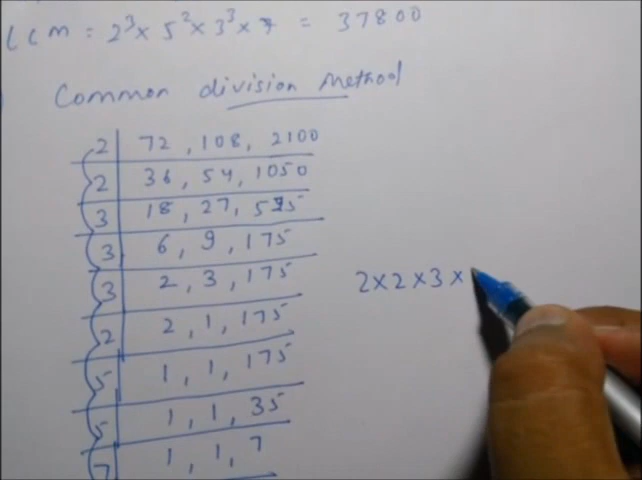 LCM = 2³ × 5² × 3³ × 7 = 37800
Common division Method
2 | 72 , 108 , 2100
2 | 36 , 54 , 1050
3 | 18 , 27 , 525
3 | 6 , 9 , 175
3 | 2 , 3 , 175
2 | 2 , 1 , 175
5 | 1 , 1 , 175
5 | 1 , 1 , 35
7 | 1 , 1 , 7
2 × 2 × 3 ×